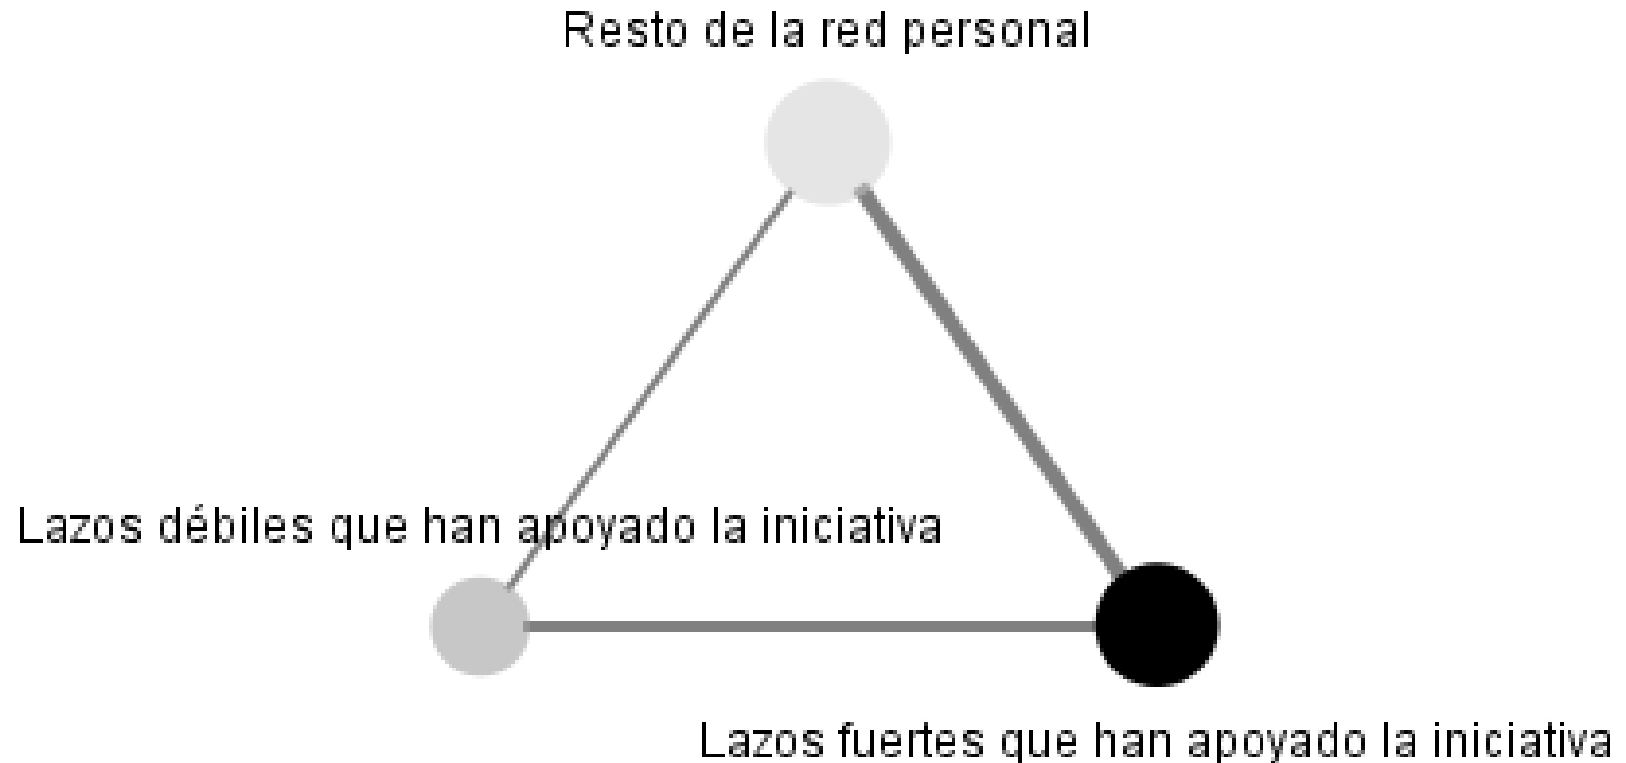 Resto de la red personal
Lazos débiles que han apoyado la iniciativa
Lazos fuertes que han apoyado la iniciativa